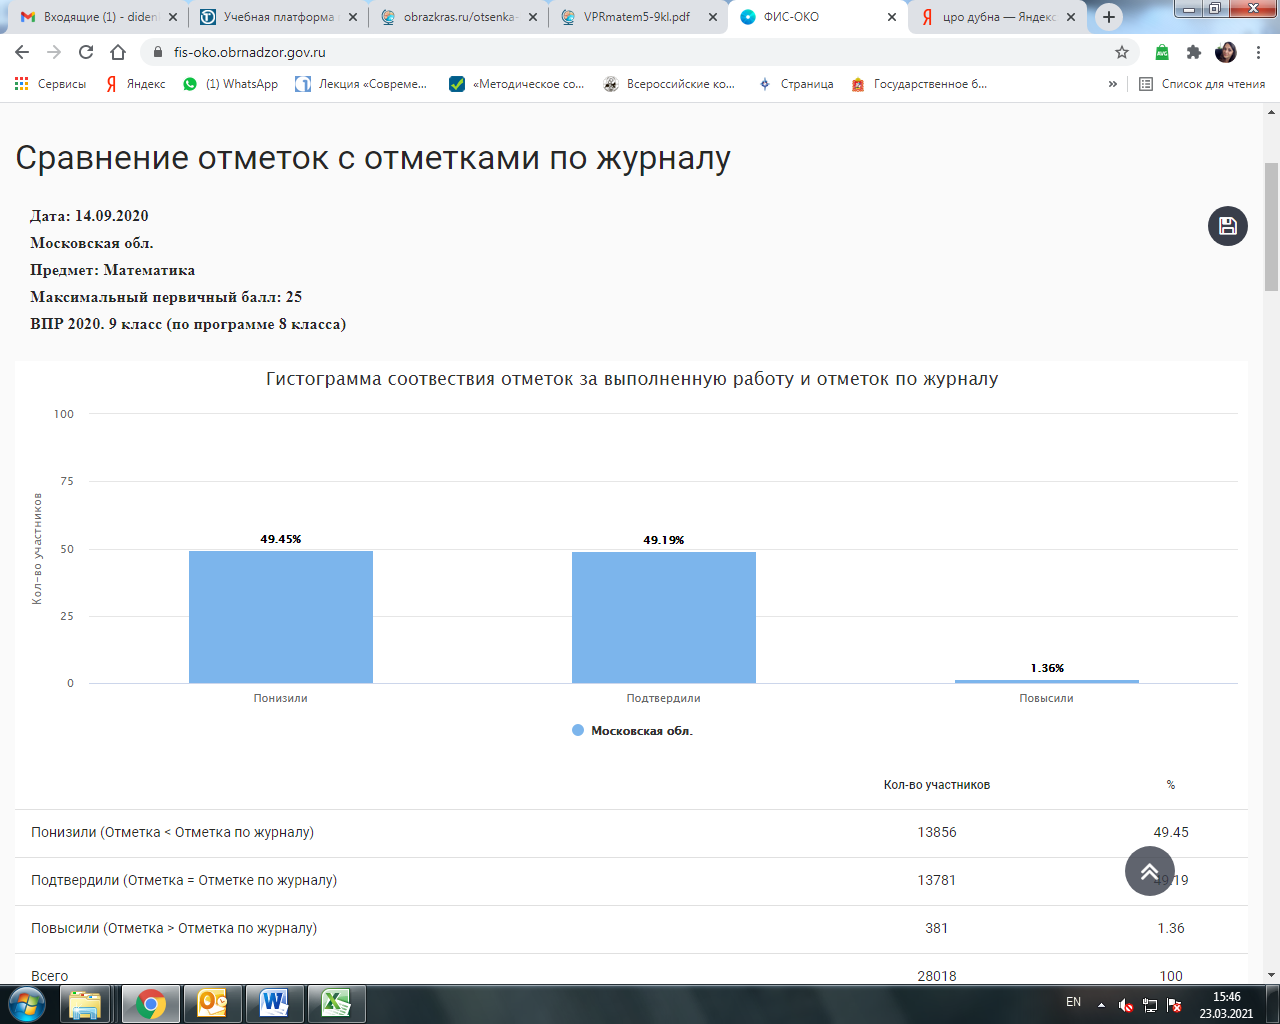 Входящие (1) - diden
Учебная платформа
obrazkras.ru/otsenka-
VPRmatem5-9kl.pdf
ФИС-ОКО
цро дубна — Яндекс
fis-oko.obrnadzor.gov.ru
Сервисы
Яндекс
(1) WhatsApp
Лекция «Совреме...
«Методическое со...
Всероссийские ко...
Страница
Государственное б...
»
Список для чтения
Сравнение отметок с отметками по журналу
Дата: 14.09.2020
Московская обл.
Предмет: Математика
Максимальный первичный балл: 25
ВПР 2020. 9 класс (по программе 8 класса)
Гистограмма соотвествия отметок за выполненную работу и отметок по журналу
Кол-во участников
100
75
50
25
0
49.45%
49.19%
1.36%
Понизили
Подтвердили
Повысили
Московская обл.
Кол-во участников %
Понизили (Отметка < Отметка по журналу) 13856 49.45
Подтвердили (Отметка = Отметке по журналу) 13781 49.19
Повысили (Отметка > Отметка по журналу) 381 1.36
Всего 28018 100
EN
15:46
23.03.2021